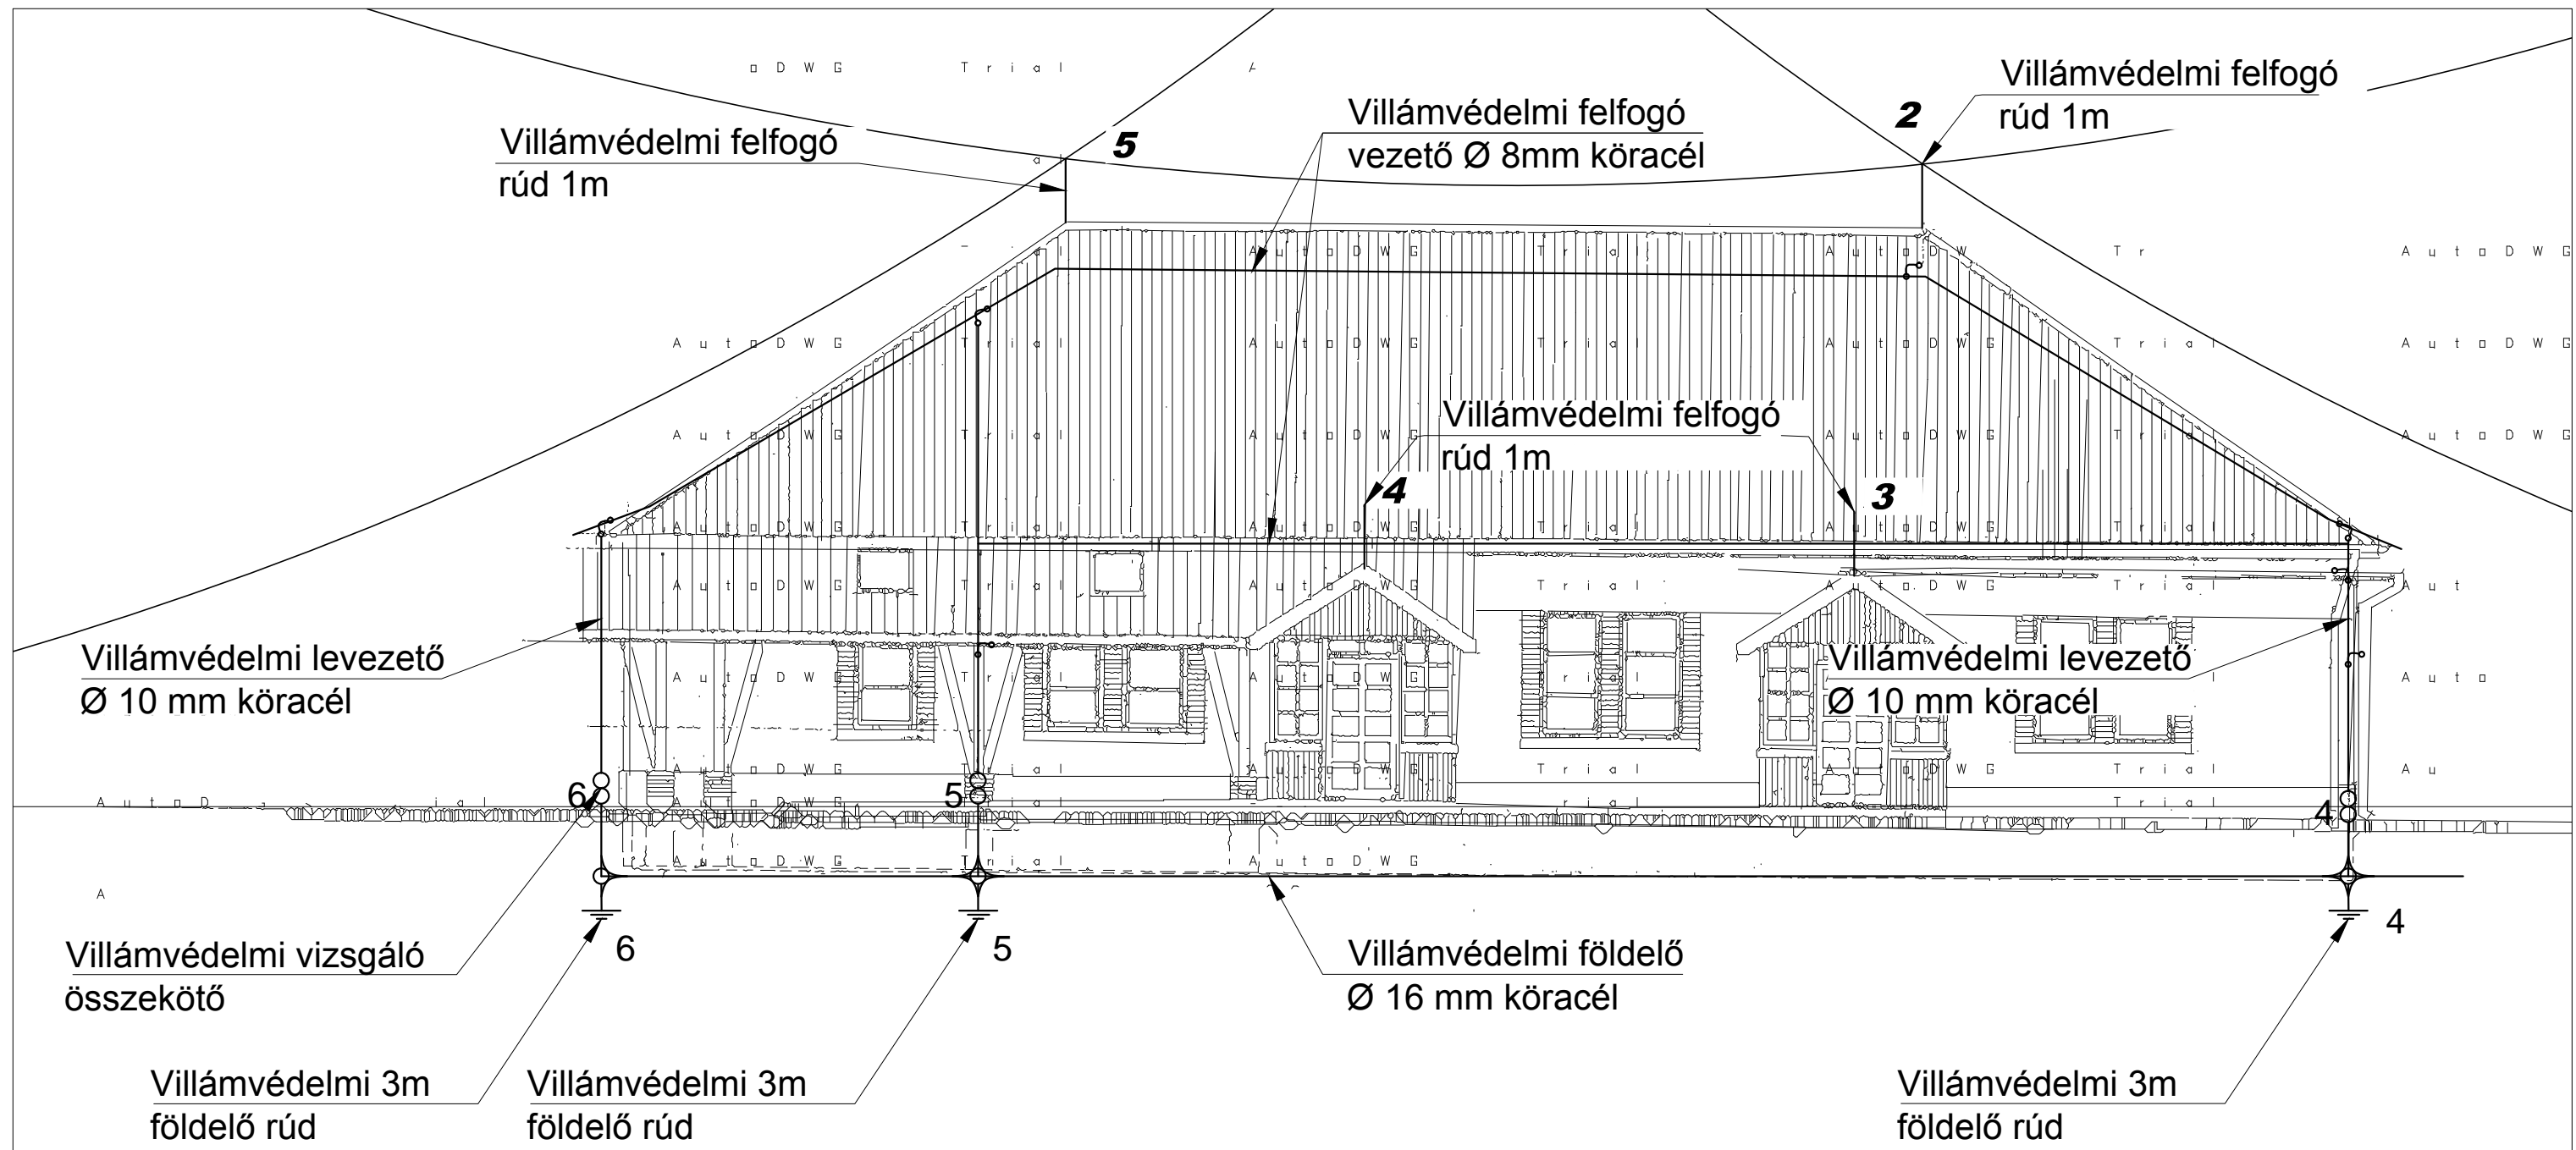 AutoDWG Trial
Villámvédelmi felfogó
rúd 1m
5
Villámvédelmi felfogó
vezető Ø 8mm köracél
2
Villámvédelmi felfogó
rúd 1m
Villámvédelmi felfogó
rúd 1m
4
3
Villámvédelmi levezető
Ø 10 mm köracél
Villámvédelmi levezető
Ø 10 mm köracél
6
5
4
6
5
4
Villámvédelmi vizsgáló
összekötő
Villámvédelmi földelő
Ø 16 mm köracél
Villámvédelmi 3m
földelő rúd
Villámvédelmi 3m
földelő rúd
Villámvédelmi 3m
földelő rúd